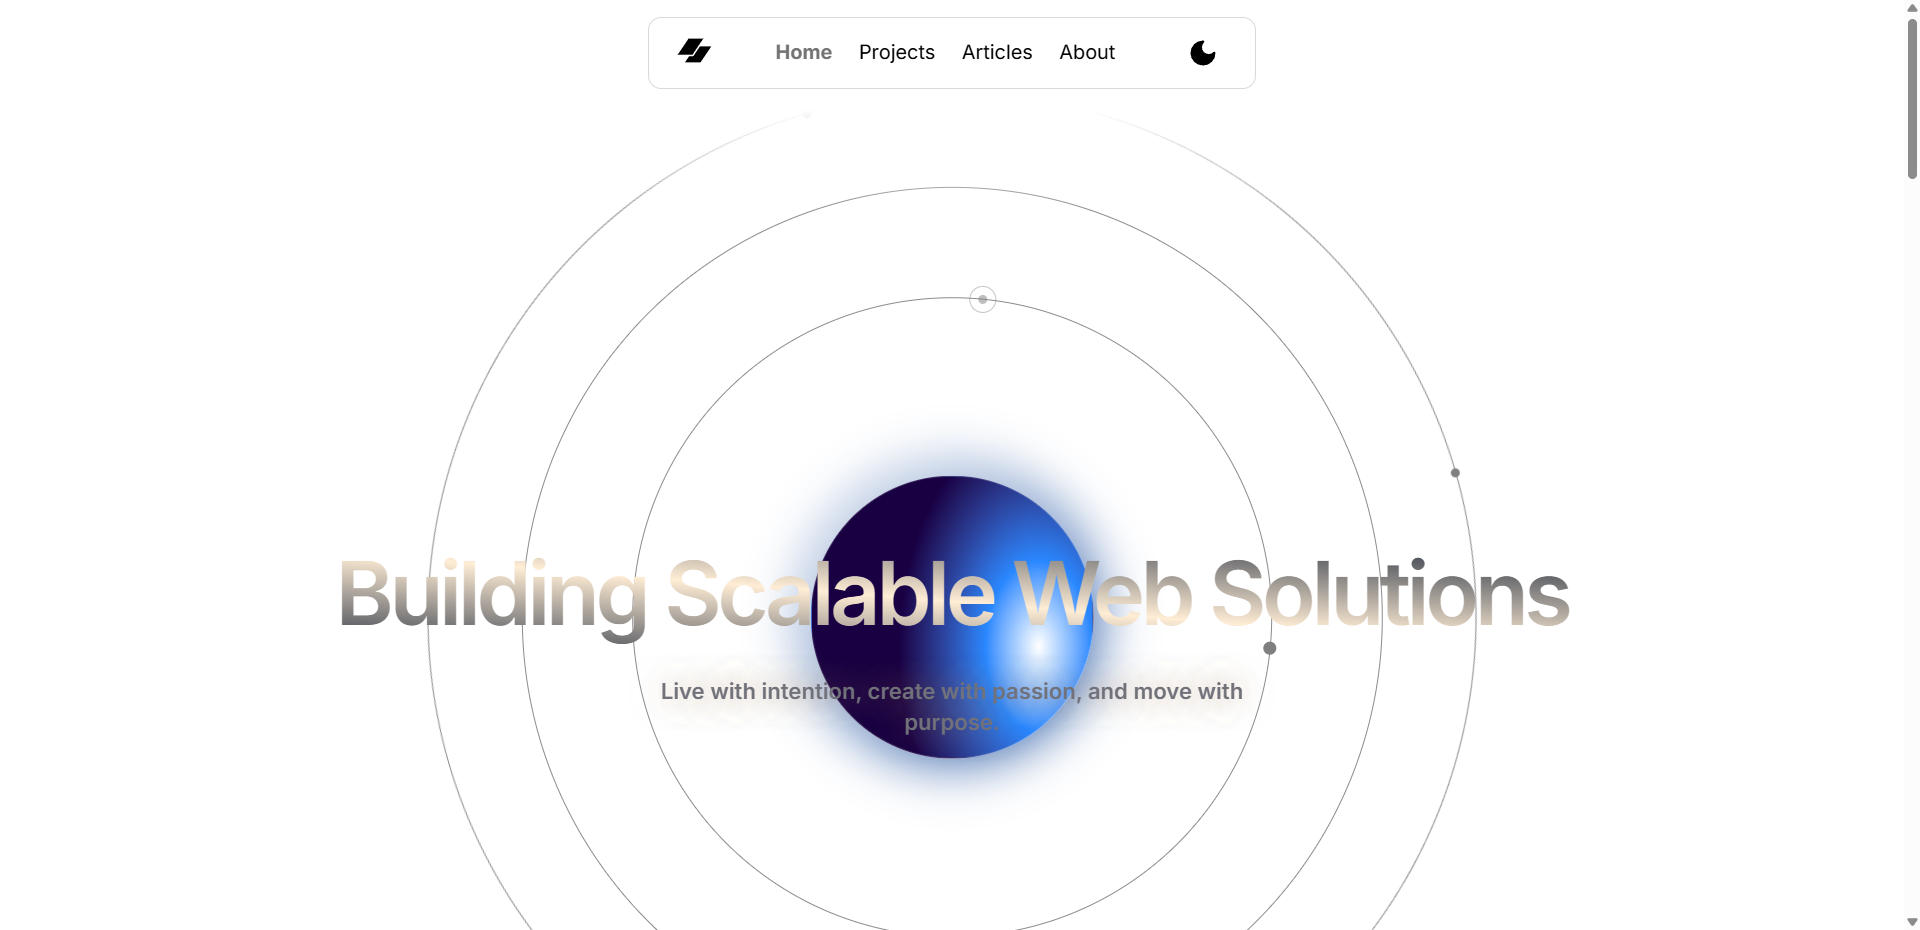 Home Projects Articles About
Building Scalable Web Solutions
Live with intention, create with passion, and move with
purpose.